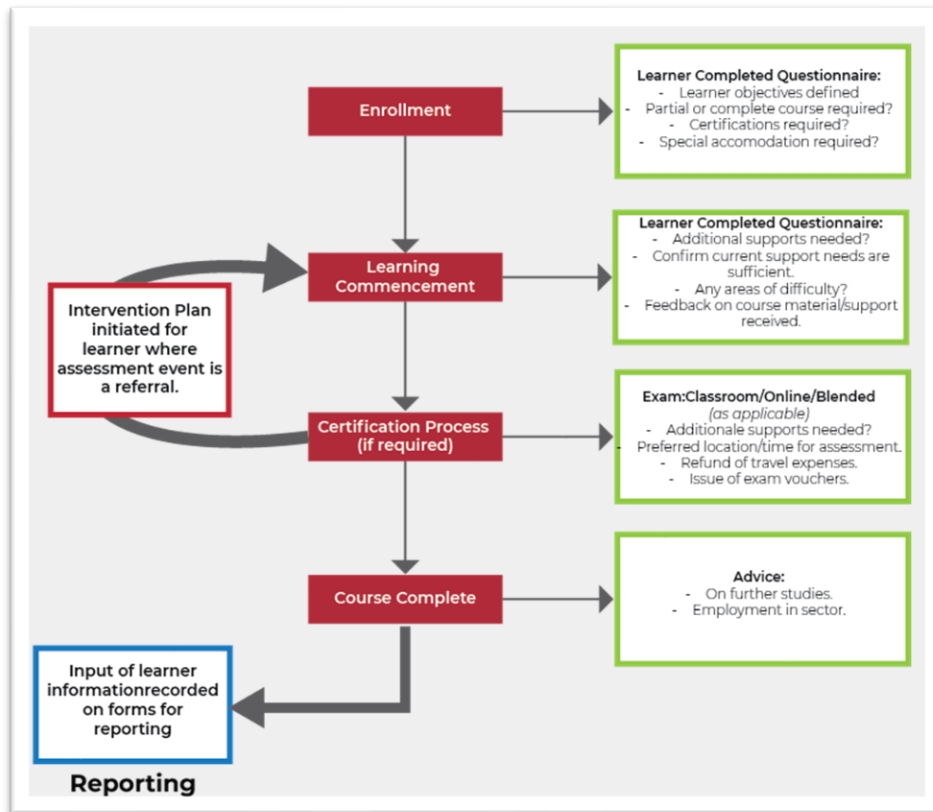 Enrollment
Learner Completed Questionnaire:
- Learner objectives defined
- Partial or complete course required?
- Certifications required?
- Special accomodation required?
Learning
Commencement
Learner Completed Questionnaire:
- Additional supports needed?
- Confirm current support needs are
sufficient.
- Any areas of difficulty?
- Feedback on course material/support
received.
Intervention Plan
initiated for
learner where
assessment event is
a referral.
Certification Process
(if required)
Exam:Classroom/Online/Blended
(as applicable)
- Additionale supports needed?
- Preferred location/time for assessment.
- Refund of travel expenses.
- Issue of exam vouchers.
Course Complete
Advice:
- On further studies.
- Employment in sector.
Input of learner
informationrecorded
on forms for
reporting
Reporting